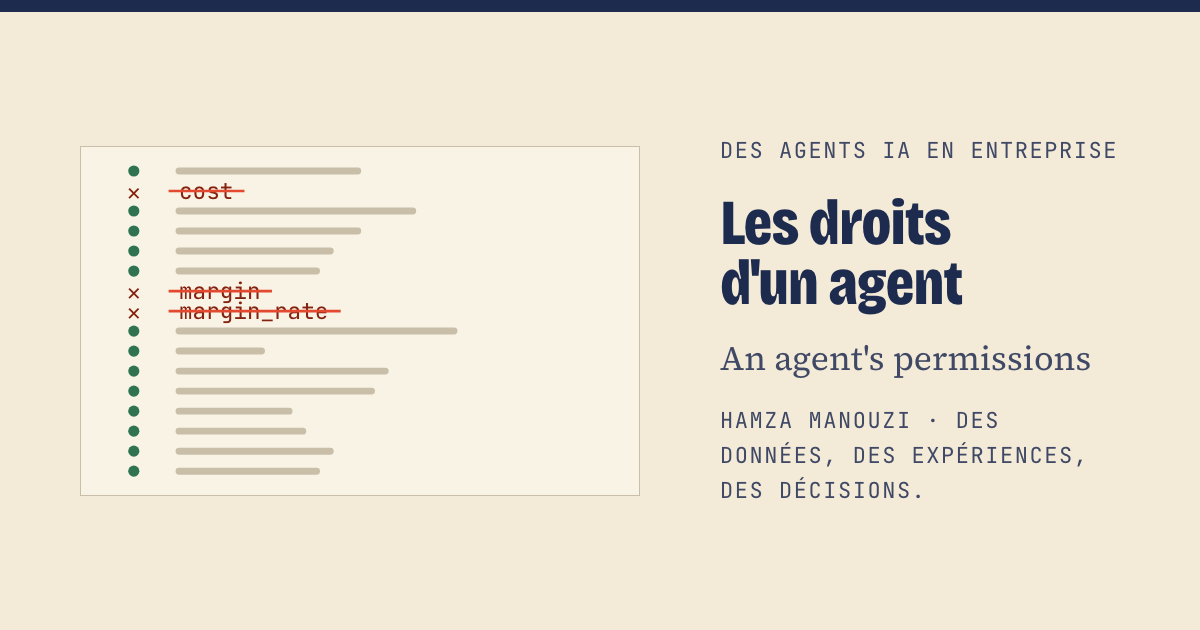 × cost
× margin
× margin_rate
DES AGENTS IA EN ENTREPRISE
Les droits
d'un agent
An agent's permissions
HAMZA MANOUZI · DES
DONNÉES, DES EXPÉRIENCES,
DES DÉCISIONS.